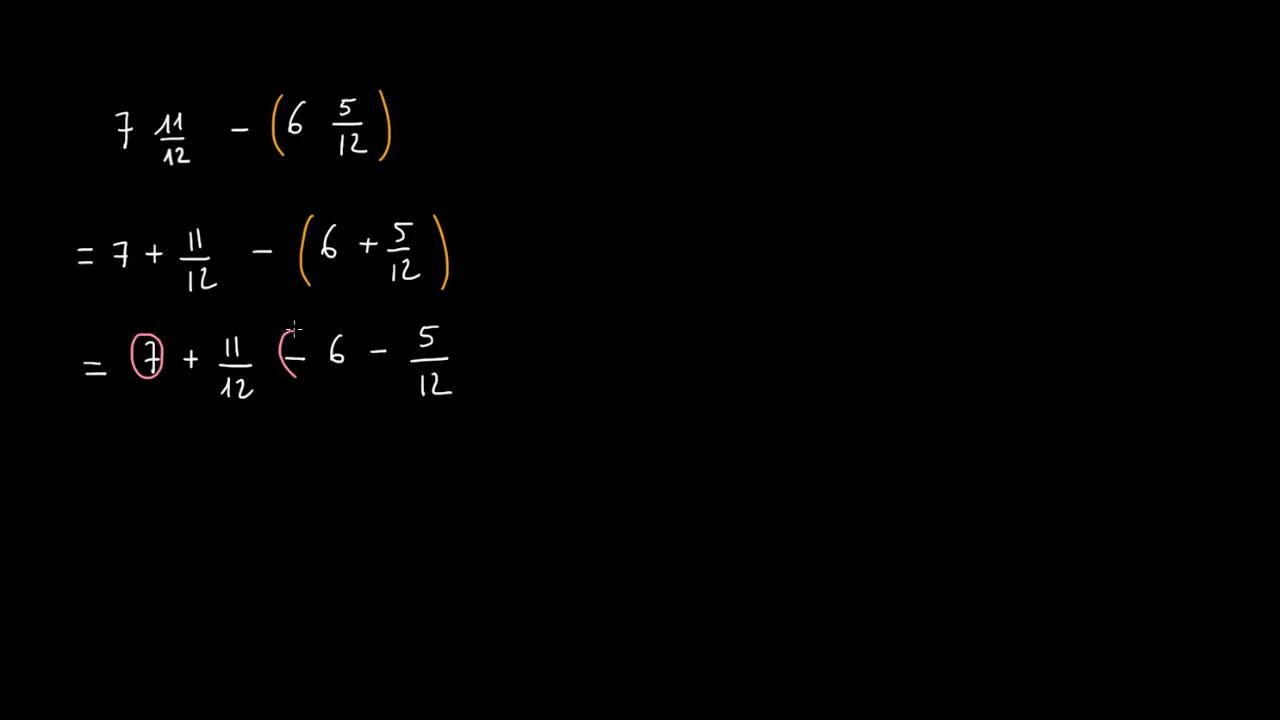 7 11/12 - (6 5/12)
= 7 + 11/12 - (6 + 5/12)
= 7 + 11/12 - 6 - 5/12